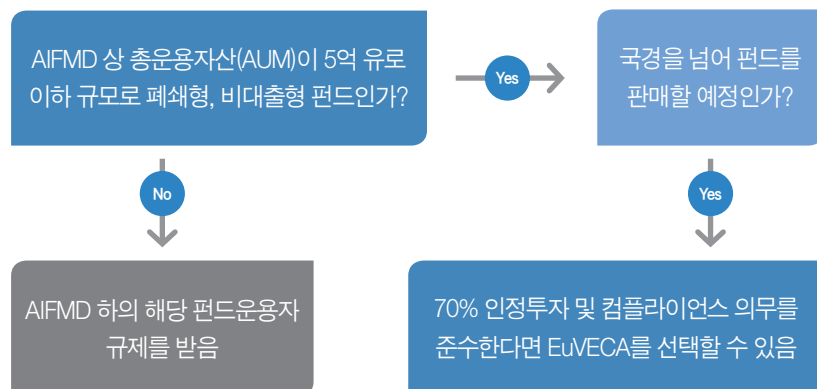 AIFMD 상 총운용자산(AUM)이 5억 유로
이하 규모로 폐쇄형, 비대출형 펀드인가?
Yes
국경을 넘어 펀드를
판매할 예정인가?
No
Yes
AIFMD 하의 해당 펀드운용자
규제를 받음
70% 인정투자 및 컴플라이언스 의무를
준수한다면 EuVECA를 선택할 수 있음